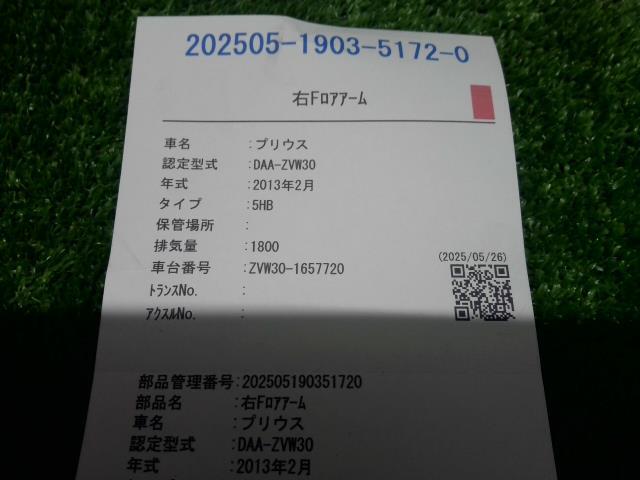 202505-1903-5172-0
右Fﾛｱｱｰﾑ
車名 :プリウス
認定型式 :DAA-ZVW30
年式 :2013年2月
タイプ :5HB
保管場所 :
排気量 :1800
車台番号 :ZVW30-1657720
(2025/05/26)
ﾄﾗﾝｽNo. :
ｱｸｽﾙNo. :
部品管理番号:202505190351720
部品名 :右Fﾛｱｱｰﾑ
車名 :プリウス
認定型式 :DAA-ZVW30
年式 :2013年2月